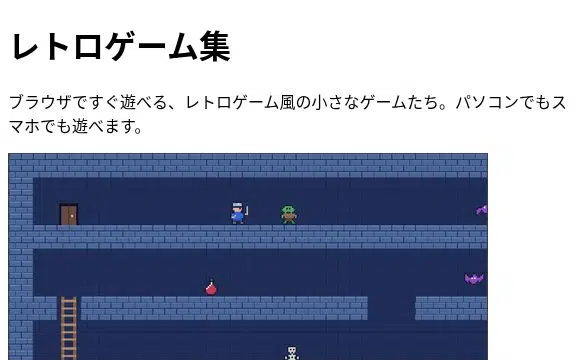 レトロゲーム集
ブラウザですぐ遊べる、レトロゲーム風の小さなゲームたち。パソコンでもス
マホでも遊べます。